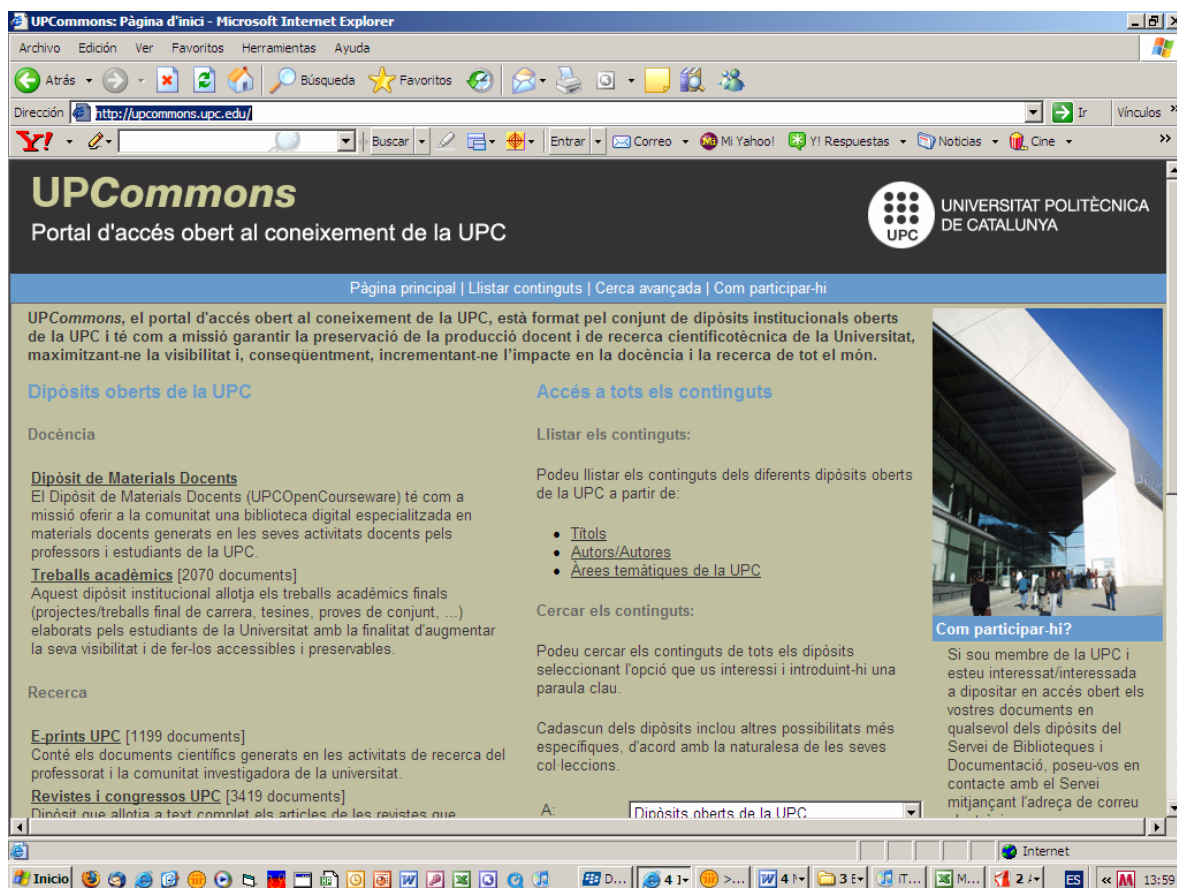 UPCommons: Pàgina d'inici - Microsoft Internet Explorer
Archivo Edición Ver Favoritos Herramientas Ayuda
Atrás Búsqueda Favoritos
Dirección http://upcommons.upc.edu/ Ir Vínculos »
Y! Buscar Entrar Correo Mi Yahoo! Y! Respuestas Noticias Cine »
UPCommons
Portal d'accés obert al coneixement de la UPC
UPC
UNIVERSITAT POLITÈCNICA
DE CATALUNYA
Pàgina principal | Llistar continguts | Cerca avançada | Com participar-hi
UPCommons, el portal d'accés obert al coneixement de la UPC, està format pel conjunt de dipòsits institucionals oberts
de la UPC i té com a missió garantir la preservació de la producció docent i de recerca cientificotècnica de la Universitat,
maximitzant-ne la visibilitat i, conseqüentment, incrementant-ne l'impacte en la docència i la recerca de tot el món.
Dipòsits oberts de la UPC
Docència
Dipòsit de Materials Docents
El Dipòsit de Materials Docents (UPCOpenCourseware) té com a
missió oferir a la comunitat una biblioteca digital especialitzada en
materials docents generats en les seves activitats docents pels
professors i estudiants de la UPC.
Treballs acadèmics [2070 documents]
Aquest dipòsit institucional allotja els treballs acadèmics finals
(projectes/treballs final de carrera, tesines, proves de conjunt, ...)
elaborats pels estudiants de la Universitat amb la finalitat d'augmentar
la seva visibilitat i de fer-los accessibles i preservables.
Recerca
E-prints UPC [1199 documents]
Conté els documents científics generats en les activitats de recerca del
professorat i la comunitat investigadora de la universitat.
Revistes i congressos UPC [3419 documents]
Dipòsit que allotja a text complet els articles de les revistes que
Accés a tots els continguts
Llistar els continguts:
Podeu llistar els continguts dels diferents dipòsits oberts
de la UPC a partir de:
• Títols
• Autors/Autores
• Àrees temàtiques de la UPC
Cercar els continguts:
Podeu cercar els continguts de tots els dipòsits
seleccionant l'opció que us interessi i introduint-hi una
paraula clau.
Cadascun dels dipòsits inclou altres possibilitats més
específiques, d'acord amb la naturalesa de les seves
col·leccions.
A: Dipòsits oberts de la UPC
Com participar-hi?
Si sou membre de la UPC i
esteu interessat/interessada
a dipositar en accés obert els
vostres documents en
qualsevol dels dipòsits del
Servei de Biblioteques i
Documentació, poseu-vos en
contacte amb el Servei
mitjançant l'adreça de correu
Internet
Inicio D... 4 I >... 4 3 E iT... M... 2 ES « 13:59